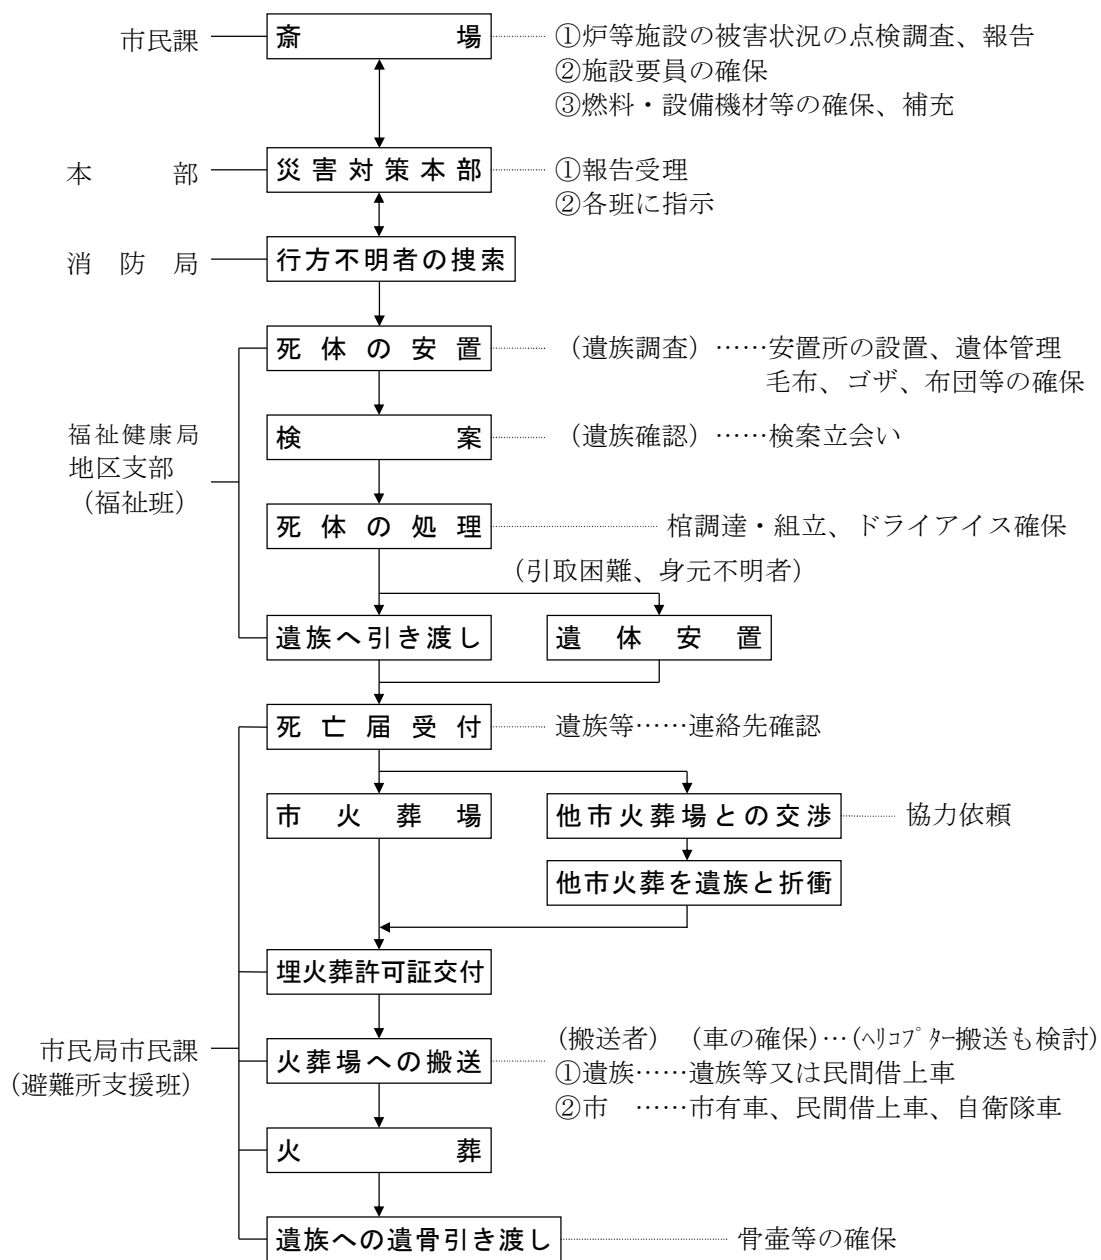 市民課 斎場 ①炉等施設の被害状況の点検調査、報告
②施設要員の確保
③燃料・設備機材等の確保、補充
本部 災害対策本部 ①報告受理
②各班に指示
消防局 行方不明者の捜索
死体の安置 (遺族調査)……安置所の設置、遺体管理
毛布、ゴザ、布団等の確保
福祉健康局
地区支部
(福祉班)
検案 (遺族確認)……検案立会い
死体の処理 棺調達・組立、ドライアイス確保
(引取困難、身元不明者)
遺族へ引き渡し 遺体安置
死亡届受付 遺族等……連絡先確認
市火葬場 他市火葬場との交渉 協力依頼
他市火葬を遺族と折衝
埋火葬許可証交付
市民局市民課
(避難所支援班)
火葬場への搬送 (搬送者) (車の確保)…(ﾍﾘｺﾌﾟﾀｰ搬送も検討)
①遺族……遺族等又は民間借上車
②市 ……市有車、民間借上車、自衛隊車
火葬
遺族への遺骨引き渡し 骨壷等の確保